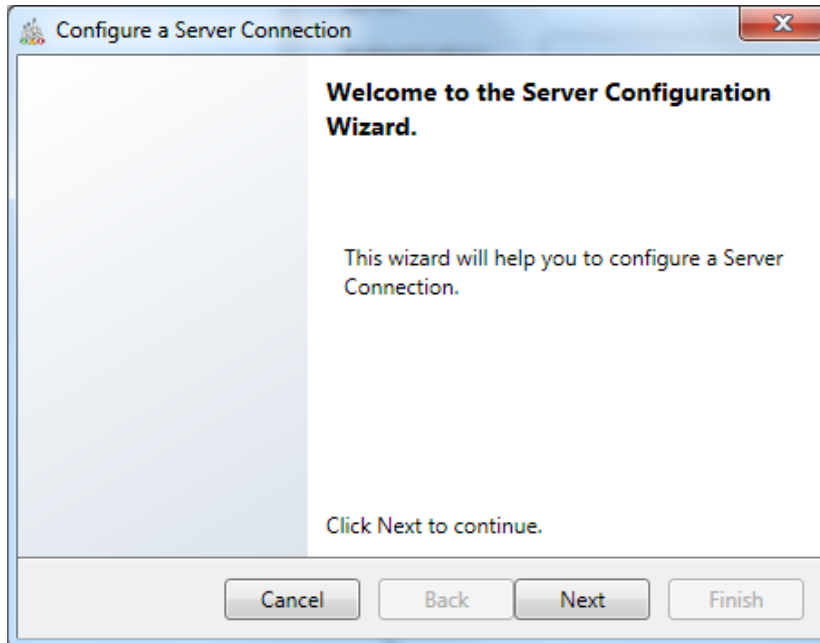 Configure a Server Connection
Welcome to the Server Configuration
Wizard.
This wizard will help you to configure a Server
Connection.
Click Next to continue.
Cancel Back Next Finish